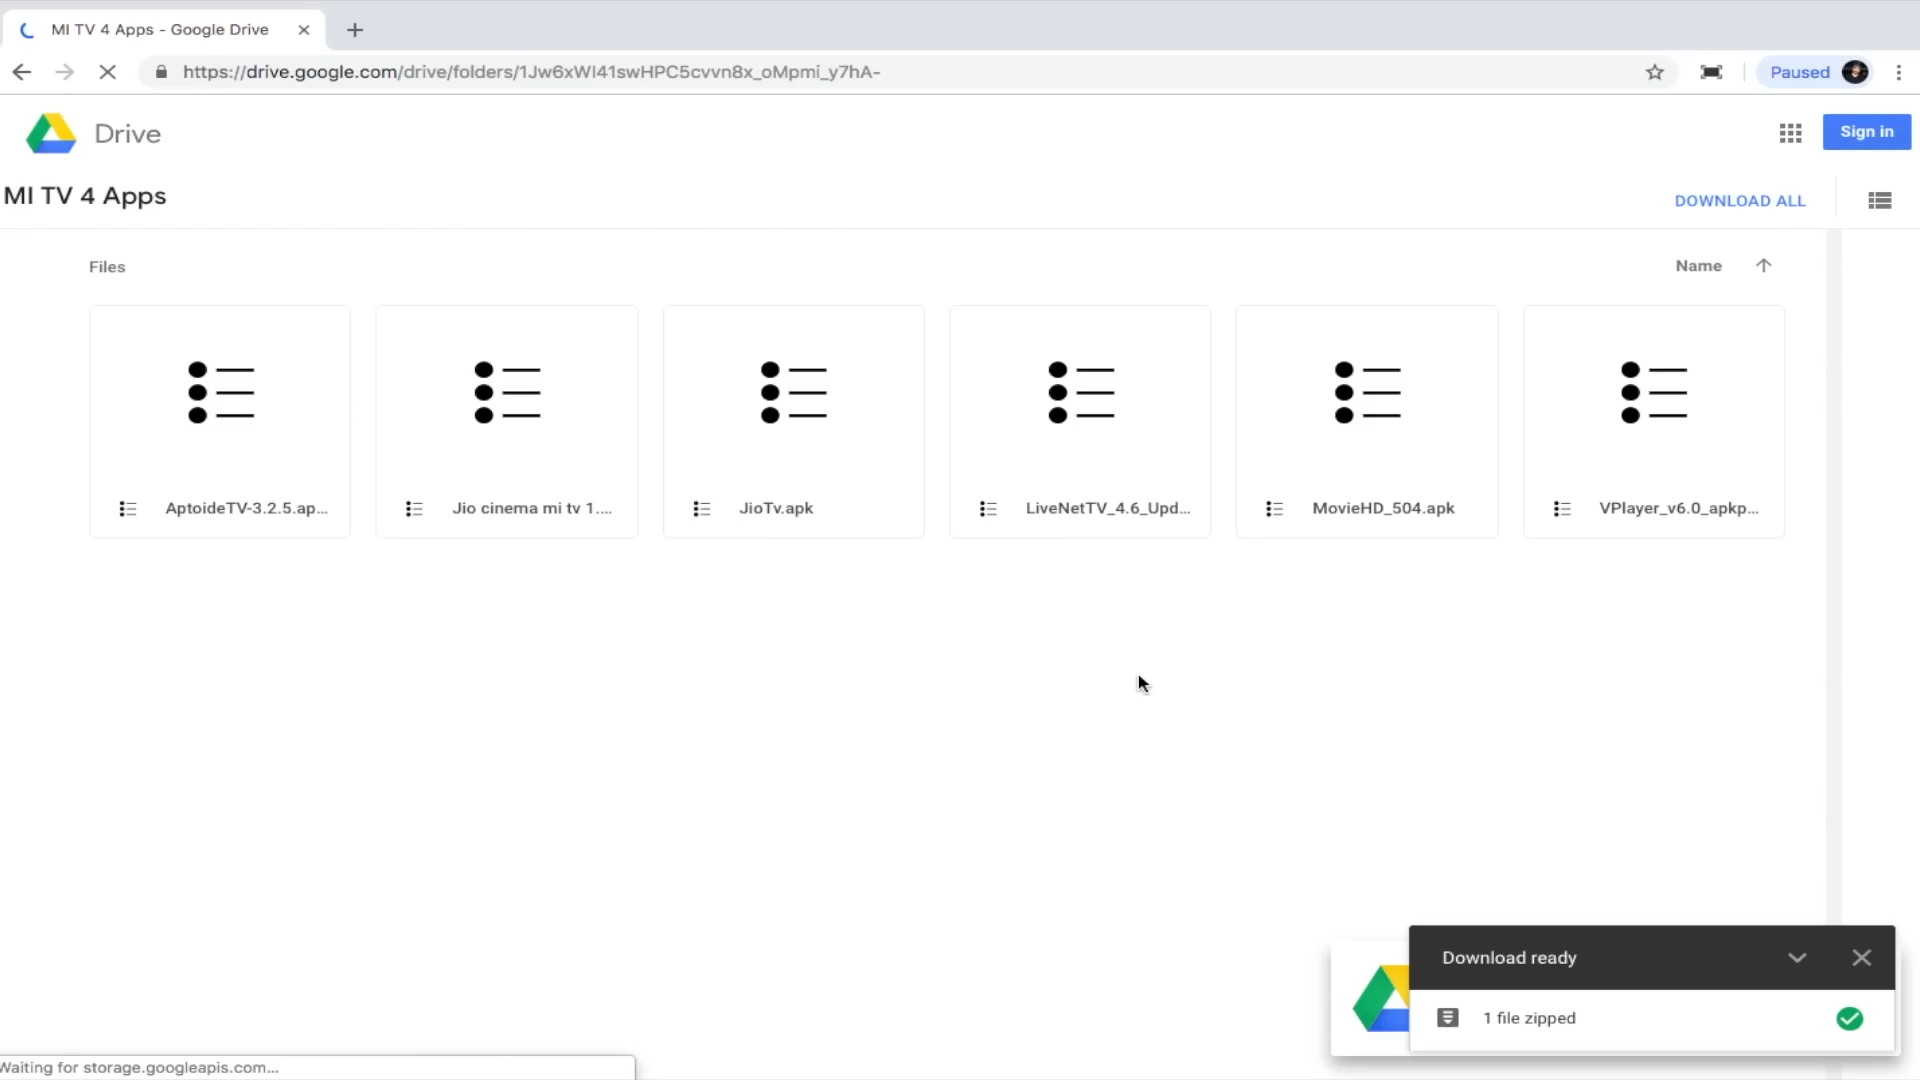 MI TV 4 Apps - Google Drive
https://drive.google.com/drive/folders/1Jw6xWl41swHPC5cvvn8x_oMpmi_y7hA-
Paused
Drive
Sign in
MI TV 4 Apps
DOWNLOAD ALL
Files
Name
AptoideTV-3.2.5.ap...
Jio cinema mi tv 1....
JioTv.apk
LiveNetTV_4.6_Upd...
MovieHD_504.apk
VPlayer_v6.0_apkp...
Download ready
1 file zipped
Waiting for storage.googleapis.com...